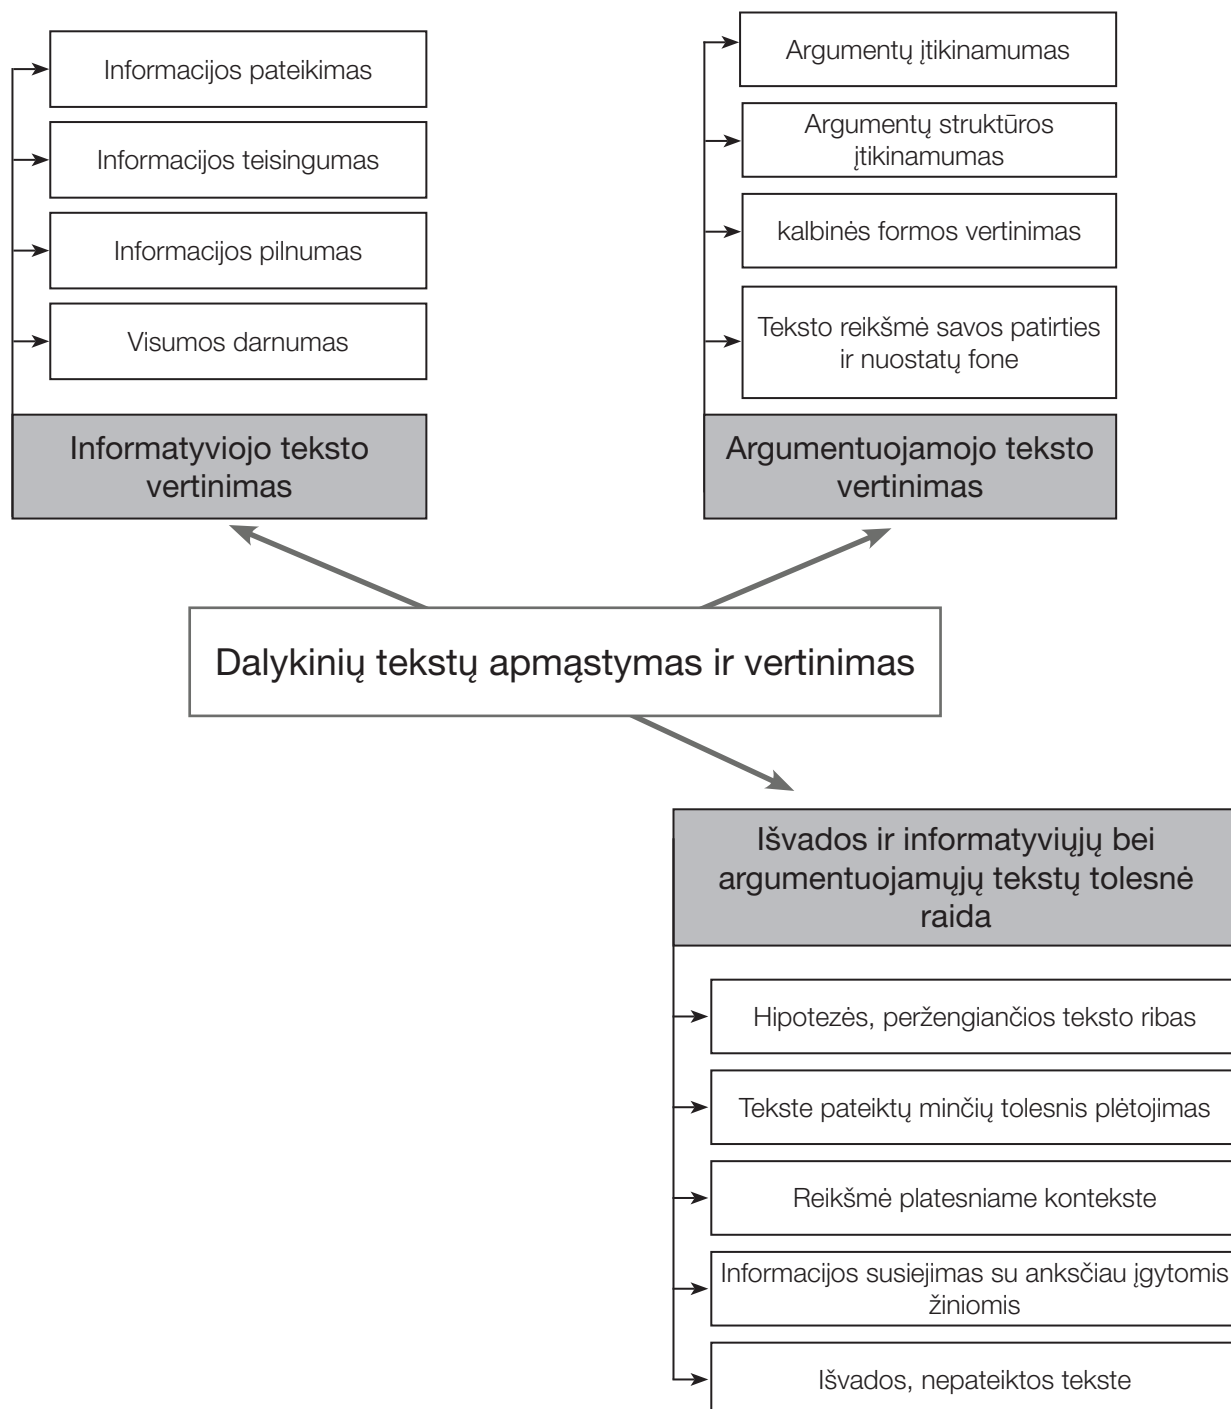 Informacijos pateikimas
Informacijos teisingumas
Informacijos pilnumas
Visumos darnumas
Informatyviojo teksto
vertinimas
Argumentų įtikinamumas
Argumentų struktūros
įtikinamumas
kalbinės formos vertinimas
Teksto reikšmė savos patirties
ir nuostatų fone
Argumentuojamojo teksto
vertinimas
Dalykinių tekstų apmąstymas ir vertinimas
Išvados ir informatyviųjų bei
argumentuojamųjų tekstų tolesnė
raida
Hipotezės, peržengiančios teksto ribas
Tekste pateiktų minčių tolesnis plėtojimas
Reikšmė platesniame kontekste
Informacijos susiejimas su anksčiau įgytomis
žiniomis
Išvados, nepateiktos tekste